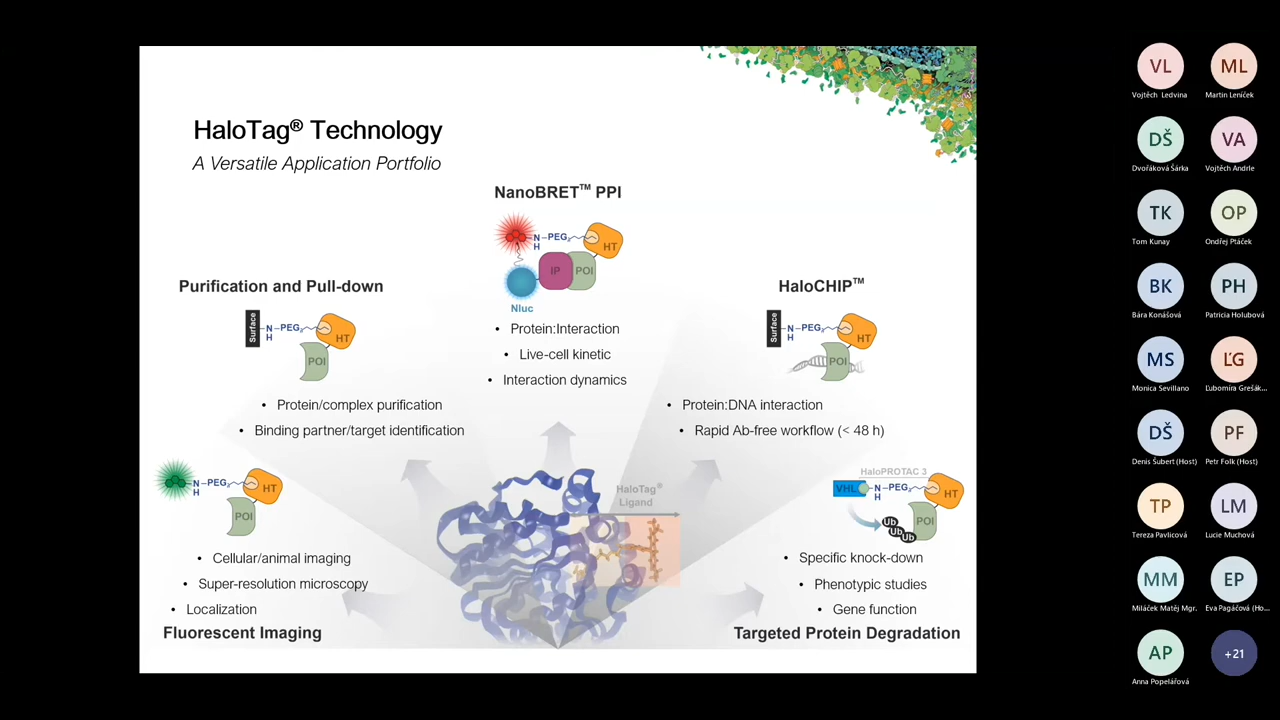 HaloTag® Technology
A Versatile Application Portfolio
NanoBRET™ PPI
N
H
PEG
HT
IP
POI
Nluc
• Protein:Interaction
• Live-cell kinetic
• Interaction dynamics
Purification and Pull-down
Surface
N
H
PEG
HT
POI
• Protein/complex purification
• Binding partner/target identification
HaloCHIP™
Surface
N
H
PEG
HT
POI
• Protein:DNA interaction
• Rapid Ab-free workflow (< 48 h)
N
H
PEG
HT
POI
• Cellular/animal imaging
• Super-resolution microscopy
• Localization
Fluorescent Imaging
HaloTag®
Ligand
HaloPROTAC 3
VHL
N
H
PEG
HT
POI
Ub
Ub
Ub
• Specific knock-down
• Phenotypic studies
• Gene function
Targeted Protein Degradation
VL
Vojtěch Ledvina
ML
Martin Leníček
DŠ
Dvořáková Šárka
VA
Vojtěch Andrle
TK
Tom Kunay
OP
Ondřej Ptáček
BK
Bára Konášová
PH
Patricia Holubová
MS
Monica Sevillano
ĽG
Ľubomíra Grešák...
DŠ
Denis Šubert (Host)
PF
Petr Folk (Host)
TP
Tereza Pavlicová
LM
Lucie Muchová
MM
Miláček Matěj Mgr.
EP
Eva Pagáčová (Ho...
AP
Anna Popelářová
+21